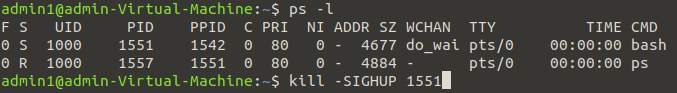 admin1@admin-Virtual-Machine:~$ ps -l
F S   UID     PID    PPID  C PRI  NI ADDR SZ WCHAN  TTY          TIME CMD
0 S  1000    1551    1542  0  80   0 -  4677 do_wai pts/0    00:00:00 bash
0 R  1000    1557    1551  0  80   0 -  4884 -      pts/0    00:00:00 ps
admin1@admin-Virtual-Machine:~$ kill -SIGHUP 1551